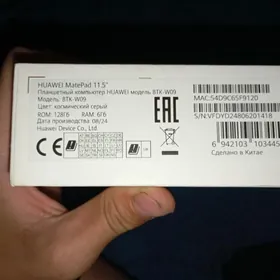 HUAWEI MatePad 11.5"
Планшетный компьютер HUAWEI модель BTK-W09
Модель: BTK-W09
Цвет: космический серый
ROM: 128Гб RAM: 6Гб
Дата производства: 08/24
Huawei Device Co., Ltd.
EAC
MAC:54D9C65F9120
S/N:VFDYD24806201418
6 942103 103445
Сделано в Китае